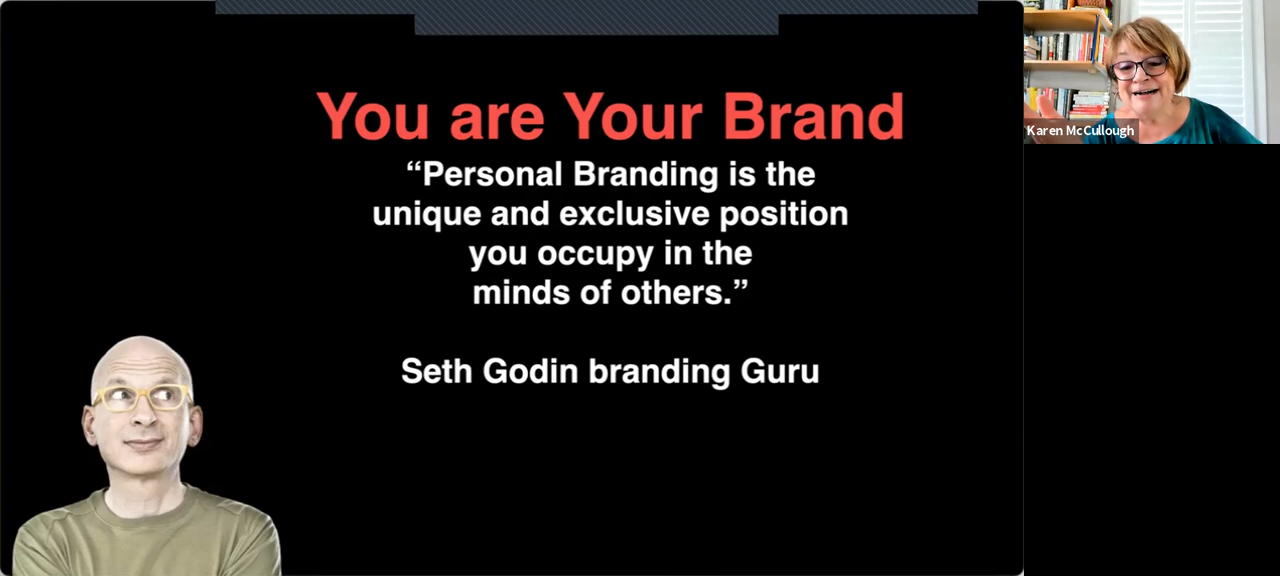 You are Your Brand
“Personal Branding is the
unique and exclusive position
you occupy in the
minds of others.”
Seth Godin branding Guru
Karen McCullough